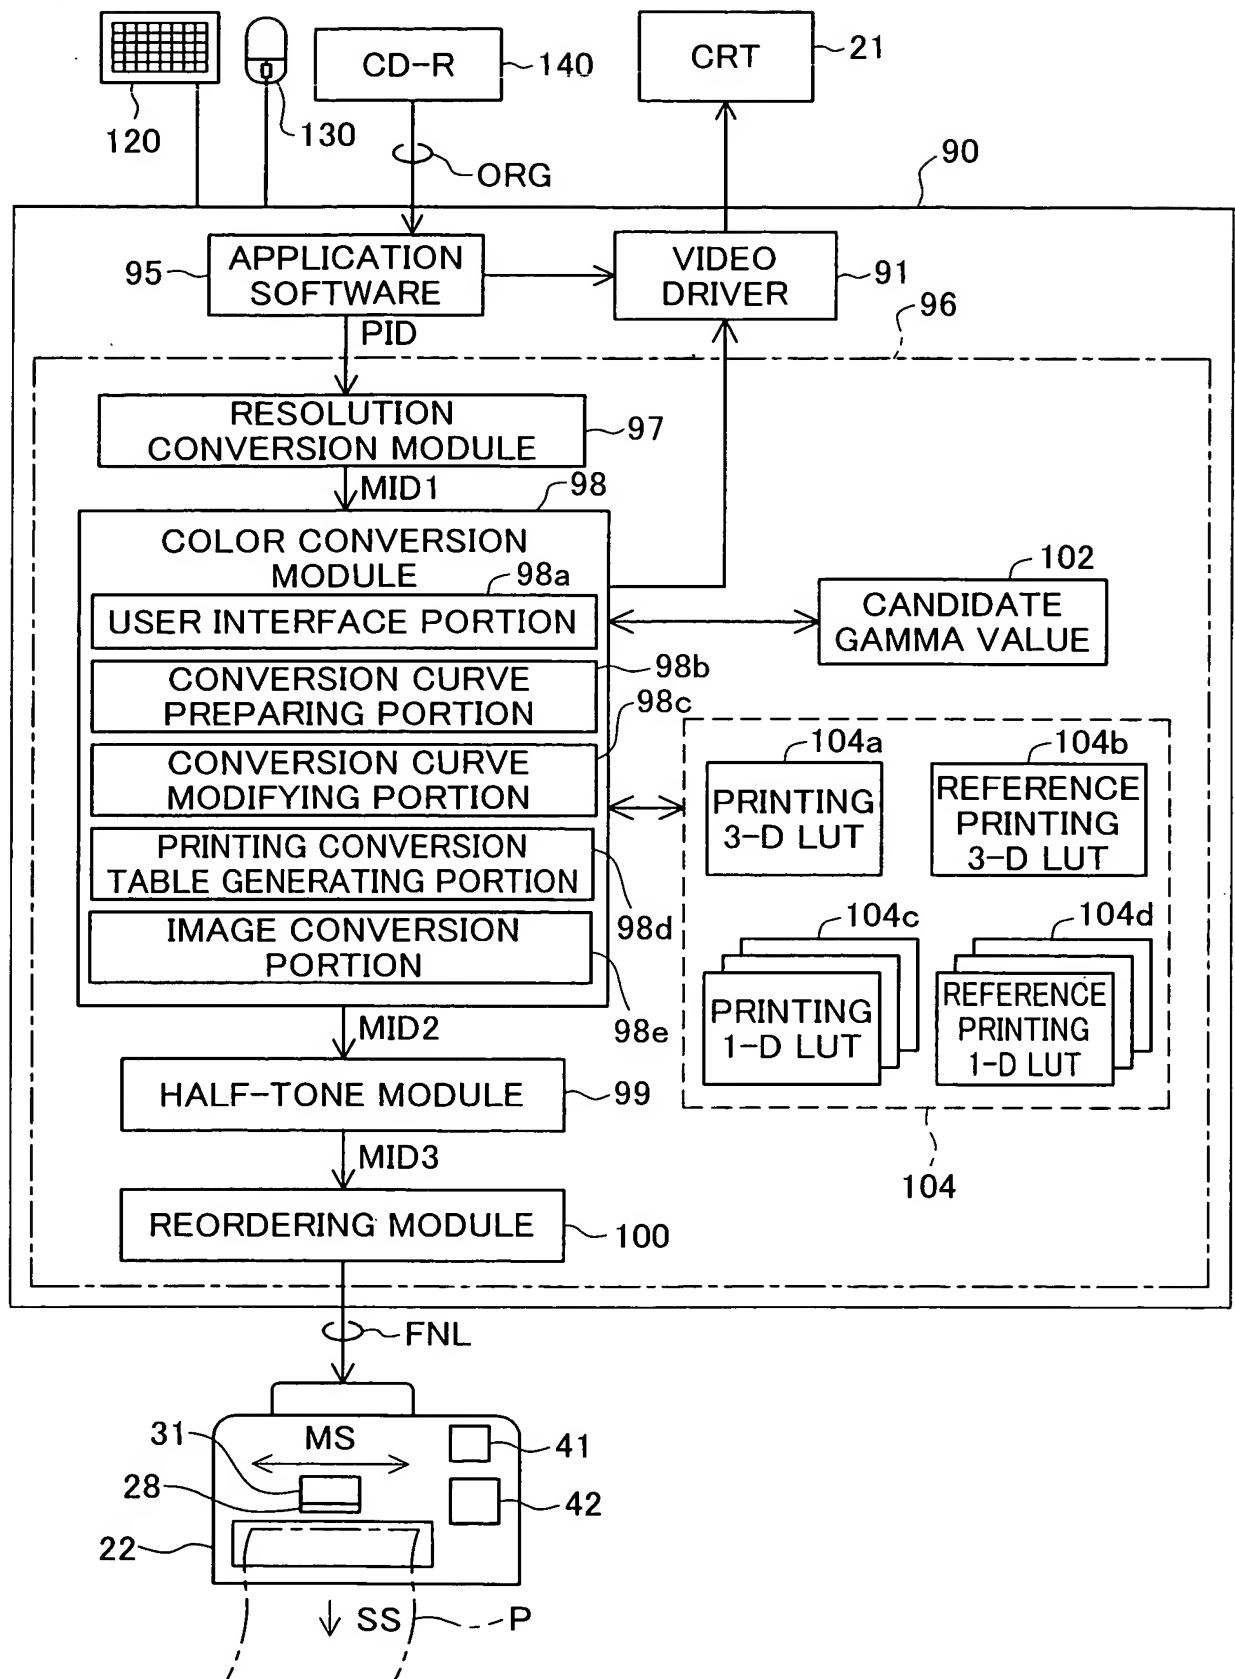 CD-R
140
CRT
21
120
130
ORG
90
95
APPLICATION
SOFTWARE
VIDEO
DRIVER
91
PID
96
RESOLUTION
CONVERSION MODULE
97
MID1
98
COLOR CONVERSION
MODULE
98a
USER INTERFACE PORTION
102
CANDIDATE
GAMMA VALUE
CONVERSION CURVE
PREPARING PORTION
98b
98c
CONVERSION CURVE
MODIFYING PORTION
104a
PRINTING
3-D LUT
104b
REFERENCE
PRINTING
3-D LUT
PRINTING CONVERSION
TABLE GENERATING PORTION
98d
IMAGE CONVERSION
PORTION
98e
104c
PRINTING
1-D LUT
104d
REFERENCE
PRINTING
1-D LUT
MID2
HALF-TONE MODULE
99
104
MID3
REORDERING MODULE
100
FNL
31
MS
41
28
42
22
SS
P